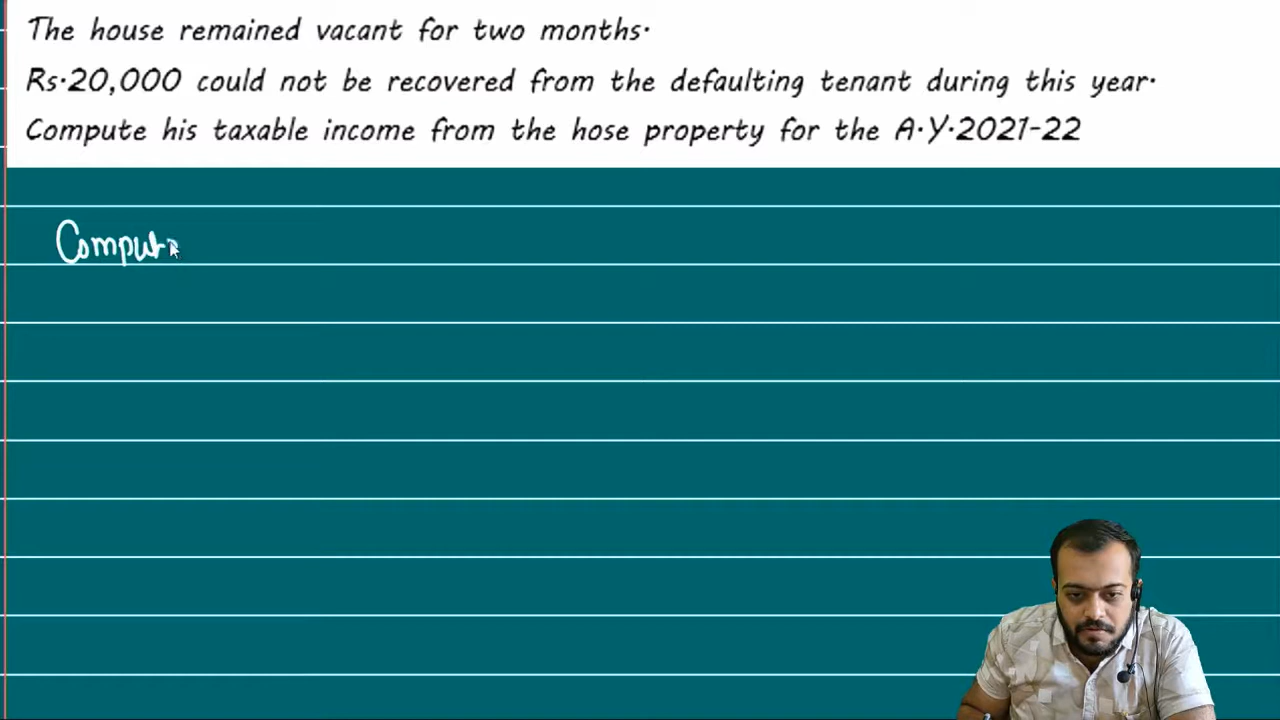 The house remained vacant for two months.
Rs.20,000 could not be recovered from the defaulting tenant during this year.
Compute his taxable income from the hose property for the A.Y.2021-22
Comput